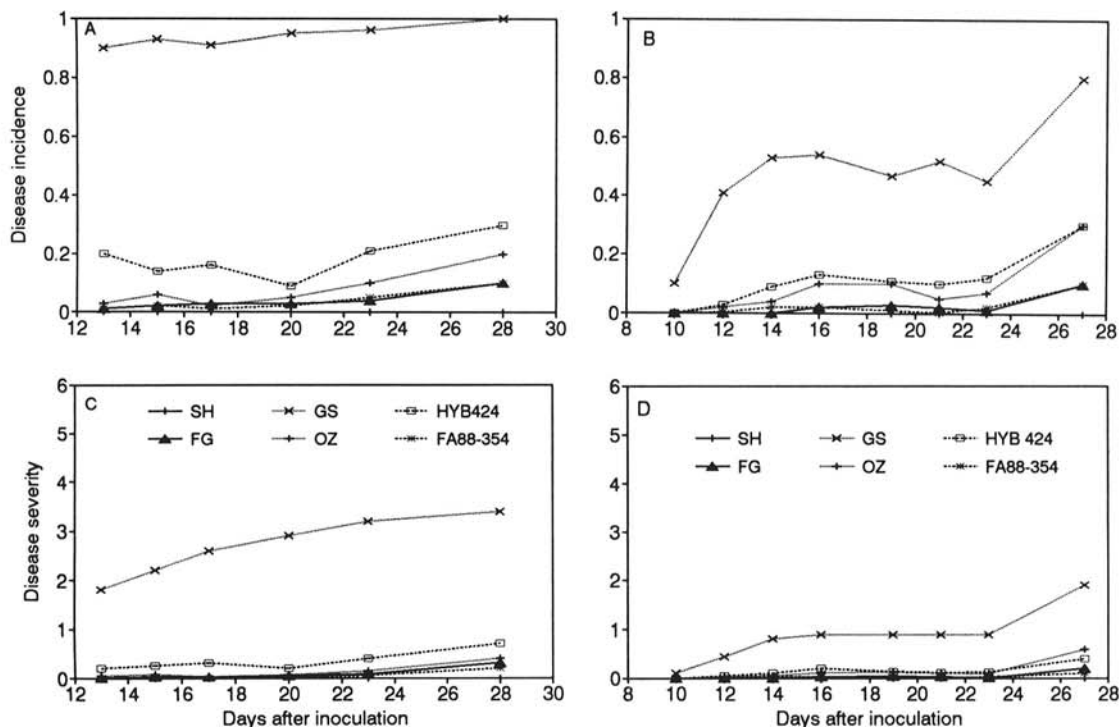 A
B
Disease incidence
1
0.8
0.6
0.4
0.2
0
12 14 16 18 20 22 24 26 28 30
1
0.8
0.6
0.4
0.2
0
8 10 12 14 16 18 20 22 24 26 28
C
D
SH GS HYB424
FG OZ FA88-354
SH GS HYB 424
FG OZ FA88-354
Disease severity
6
5
4
3
2
1
0
12 14 16 18 20 22 24 26 28 30
6
5
4
3
2
1
0
8 10 12 14 16 18 20 22 24 26 28
Days after inoculation
Days after inoculation